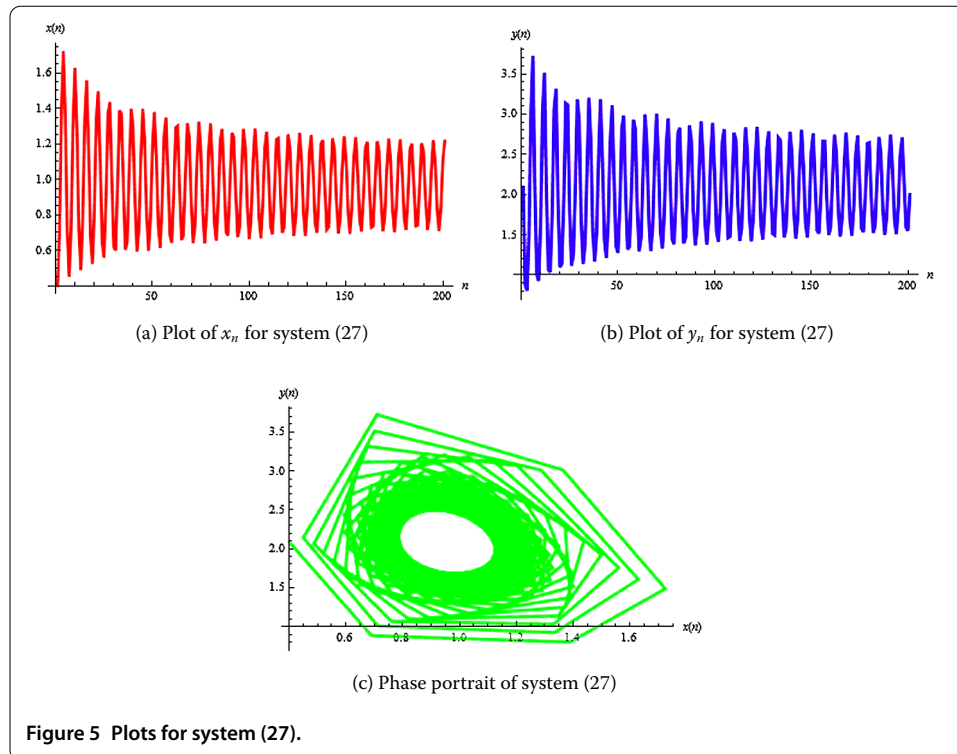 x(n)
1.6
1.4
1.2
1.0
0.8
0.6
50 100 150 200 n
(a) Plot of xₙ for system (27)
y(n)
3.5
3.0
2.5
2.0
1.5
50 100 150 200 n
(b) Plot of yₙ for system (27)
y(n)
3.5
3.0
2.5
2.0
1.5
0.6 0.8 1.0 1.2 1.4 1.6 x(n)
(c) Phase portrait of system (27)
Figure 5 Plots for system (27).